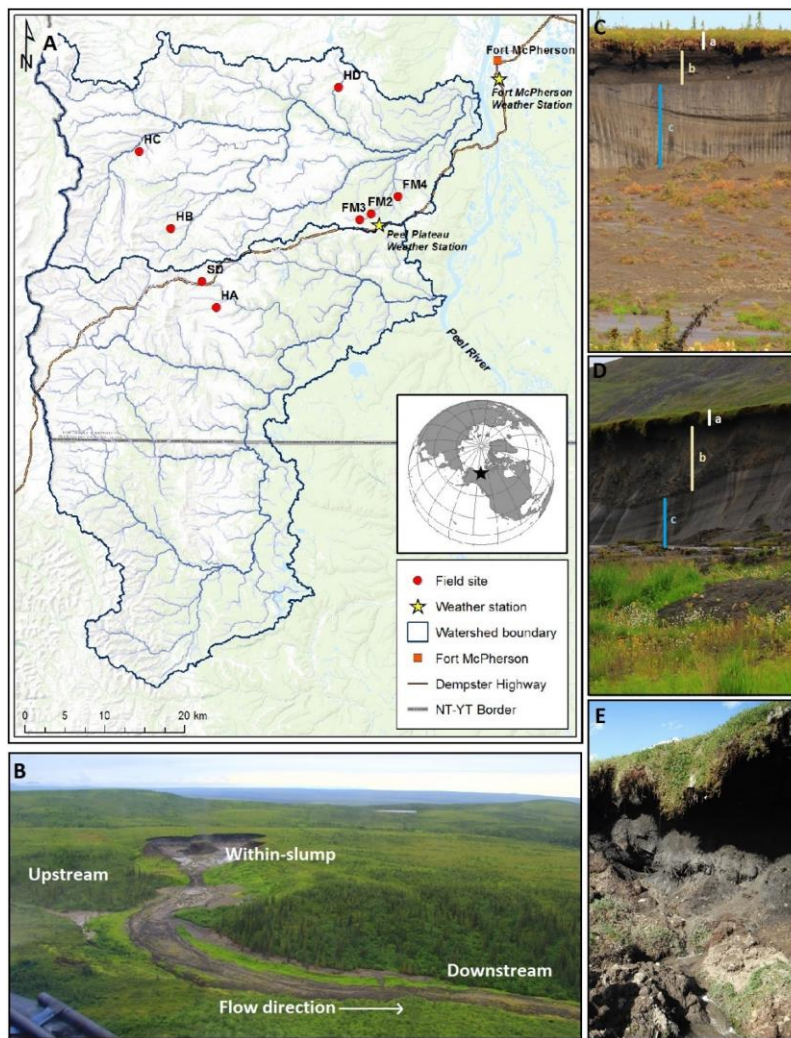 A
N
HD
Fort McPherson
Fort McPherson
Weather Station
HC
FM4
FM2
FM3
HB
Peel Plateau
Weather Station
SD
HA
Peel River
Field site
Weather station
Watershed boundary
Fort McPherson
Dempster Highway
NT-YT Border
0 5 10 20 km
B
Within-slump
Upstream
Downstream
Flow direction
C
a
b
c
D
a
b
c
E